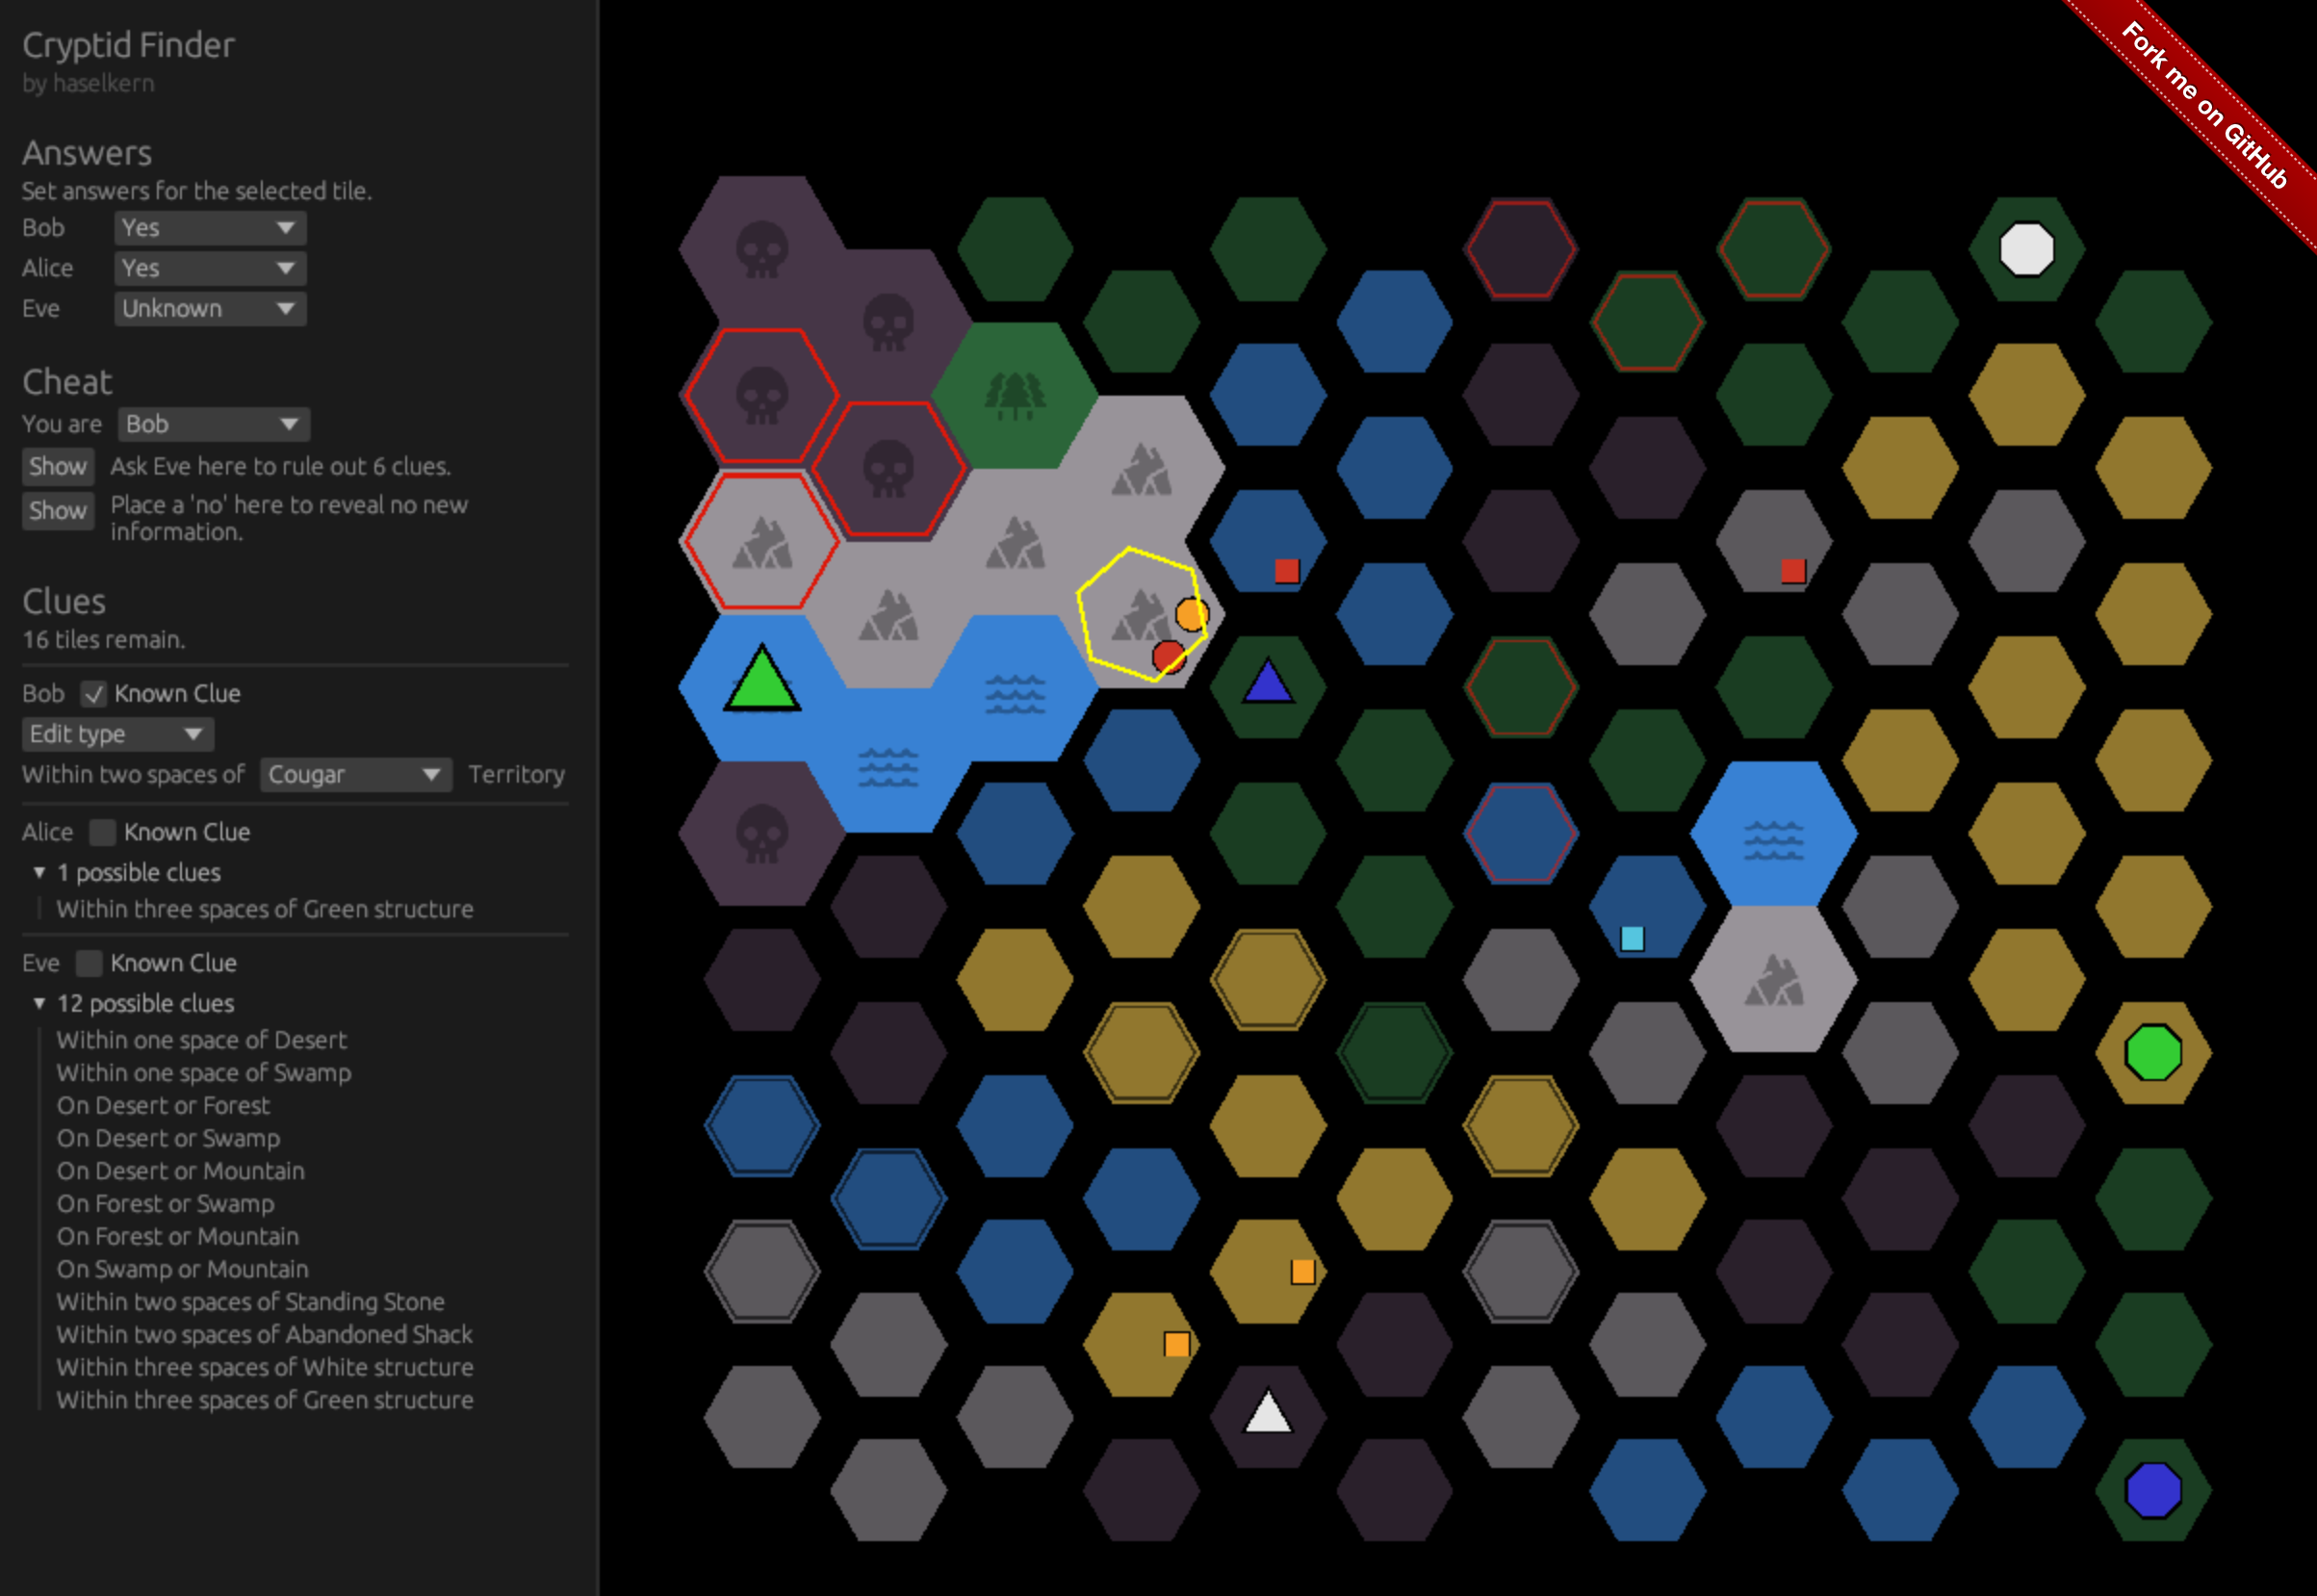 Cryptid Finder
by haselkern
Answers
Set answers for the selected tile.
Bob Yes
Alice Yes
Eve Unknown
Cheat
You are Bob
Show Ask Eve here to rule out 6 clues.
Show Place a 'no' here to reveal no new
information.
Clues
16 tiles remain.
Bob Known Clue
Edit type
Within two spaces of Cougar Territory
Alice Known Clue
1 possible clues
Within three spaces of Green structure
Eve Known Clue
12 possible clues
Within one space of Desert
Within one space of Swamp
On Desert or Forest
On Desert or Swamp
On Desert or Mountain
On Forest or Swamp
On Forest or Mountain
On Swamp or Mountain
Within two spaces of Standing Stone
Within two spaces of Abandoned Shack
Within three spaces of White structure
Within three spaces of Green structure
Fork me on GitHub